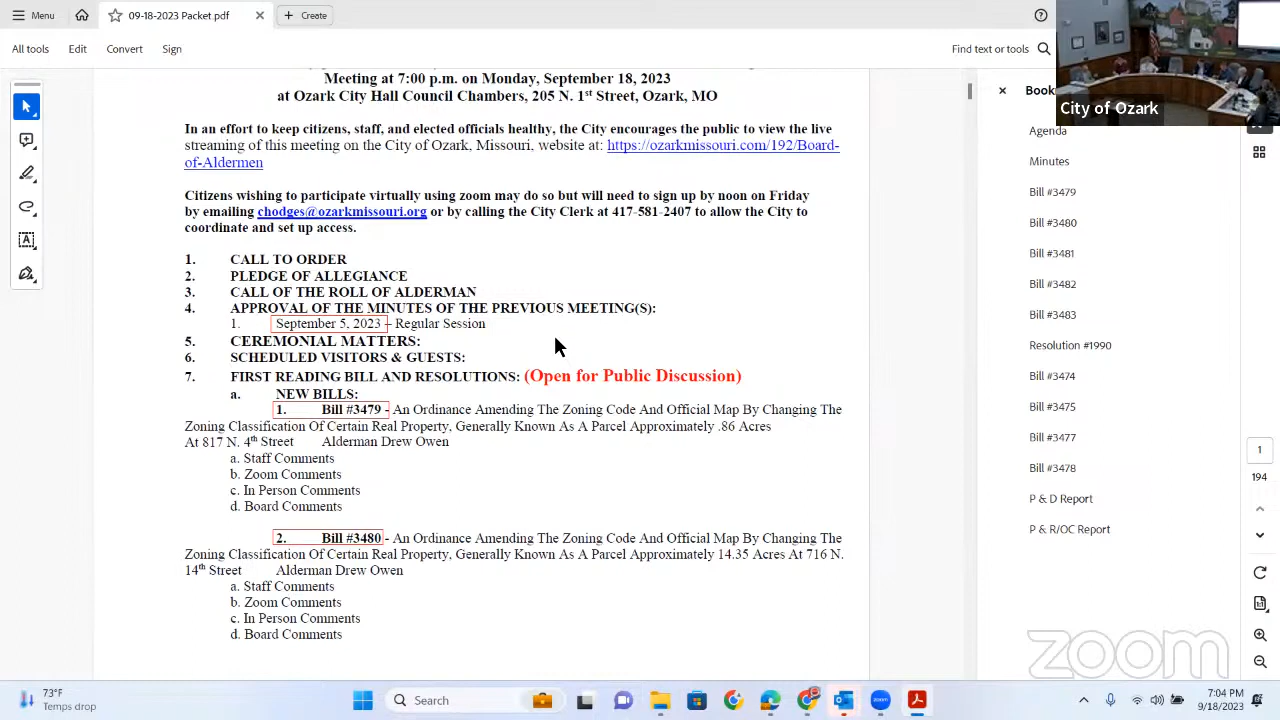 Menu
09-18-2023 Packet.pdf
Create
All tools
Edit
Convert
Sign
Find text or tools
City of Ozark
Meeting at 7:00 p.m. on Monday, September 18, 2023
at Ozark City Hall Council Chambers, 205 N. 1st Street, Ozark, MO
In an effort to keep citizens, staff, and elected officials healthy, the City encourages the public to view the live
streaming of this meeting on the City of Ozark, Missouri, website at: https://ozarkmissouri.com/192/Board-
of-Aldermen
Citizens wishing to participate virtually using zoom may do so but will need to sign up by noon on Friday
by emailing chodges@ozarkmissouri.org or by calling the City Clerk at 417-581-2407 to allow the City to
coordinate and set up access.
1. CALL TO ORDER
2. PLEDGE OF ALLEGIANCE
3. CALL OF THE ROLL OF ALDERMAN
4. APPROVAL OF THE MINUTES OF THE PREVIOUS MEETING(S):
1. September 5, 2023 – Regular Session
5. CEREMONIAL MATTERS:
6. SCHEDULED VISITORS & GUESTS:
7. FIRST READING BILL AND RESOLUTIONS: (Open for Public Discussion)
a. NEW BILLS:
1. Bill #3479 - An Ordinance Amending The Zoning Code And Official Map By Changing The
Zoning Classification Of Certain Real Property, Generally Known As A Parcel Approximately .86 Acres
At 817 N. 4th Street Alderman Drew Owen
a. Staff Comments
b. Zoom Comments
c. In Person Comments
d. Board Comments
2. Bill #3480 - An Ordinance Amending The Zoning Code And Official Map By Changing The
Zoning Classification Of Certain Real Property, Generally Known As A Parcel Approximately 14.35 Acres At 716 N.
14th Street Alderman Drew Owen
a. Staff Comments
b. Zoom Comments
c. In Person Comments
d. Board Comments
Book
Agenda
Minutes
Bill #3479
Bill #3480
Bill #3481
Bill #3482
Bill #3483
Resolution #1990
Bill #3474
Bill #3475
Bill #3477
Bill #3478
P & D Report
P & R/OC Report
1
194
zoom
73°F
Temps drop
Search
zoom
7:04 PM
9/18/2023